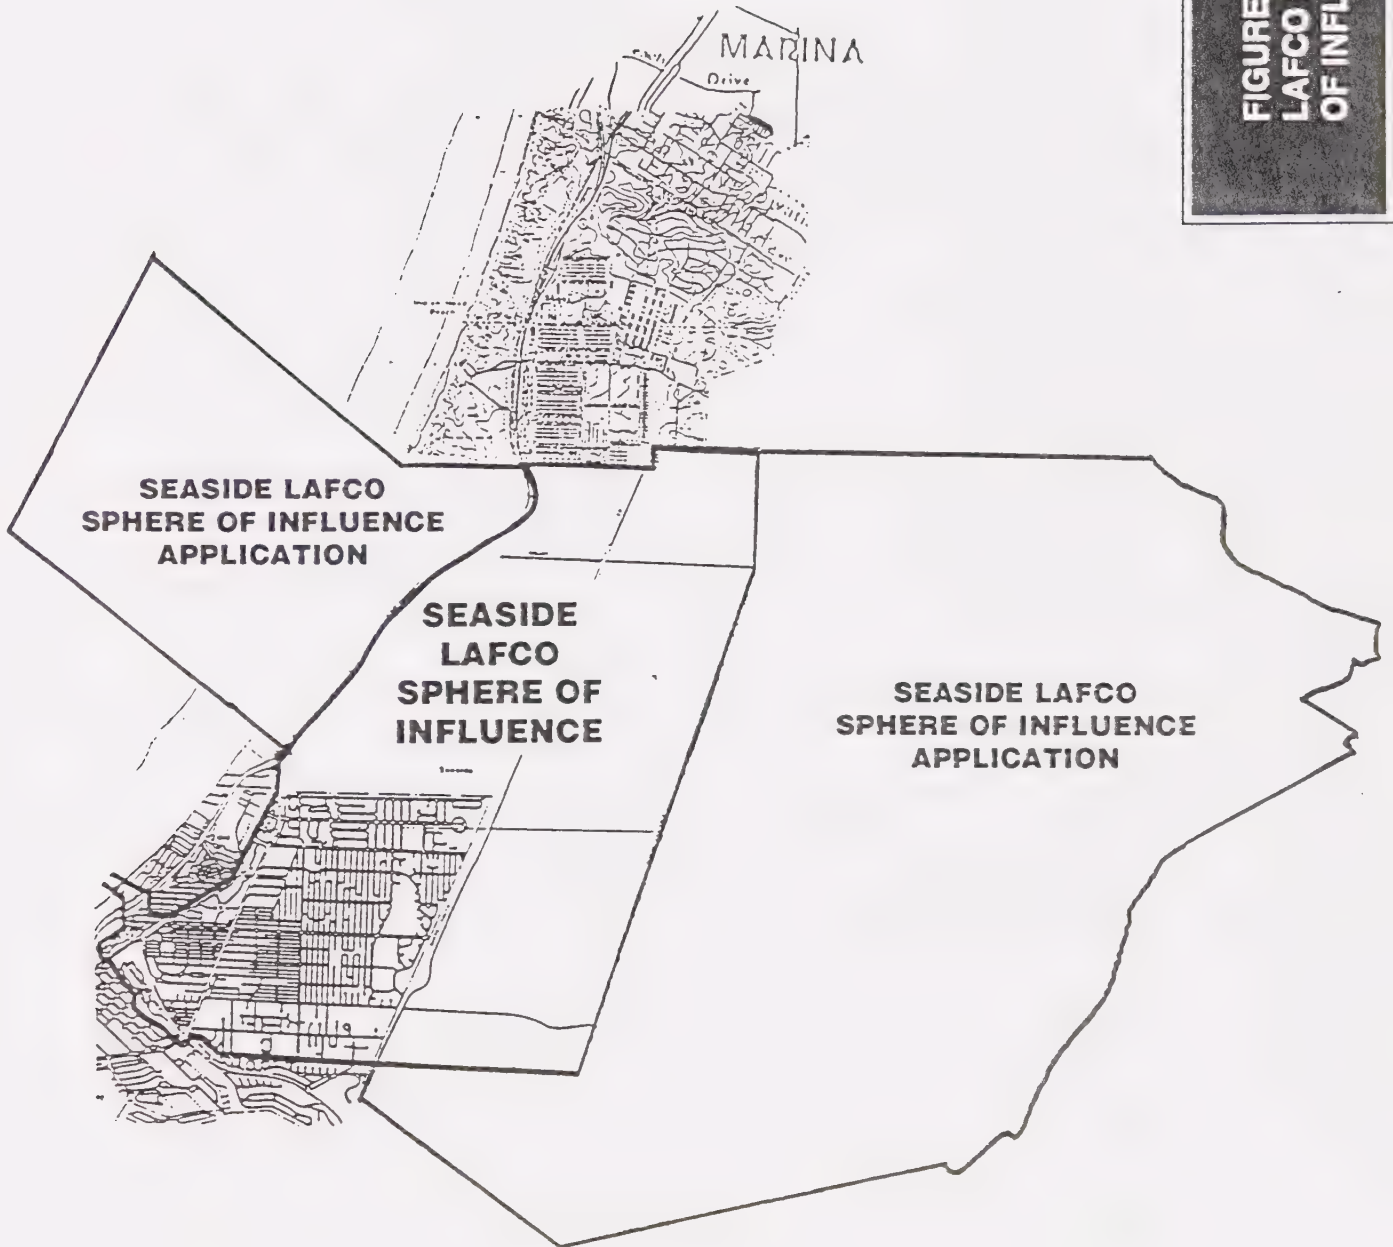 FIGURE
LAFCO
OF INFL
MARINA
Drive
SEASIDE LAFCO
SPHERE OF INFLUENCE
APPLICATION
SEASIDE
LAFCO
SPHERE OF
INFLUENCE
SEASIDE LAFCO
SPHERE OF INFLUENCE
APPLICATION